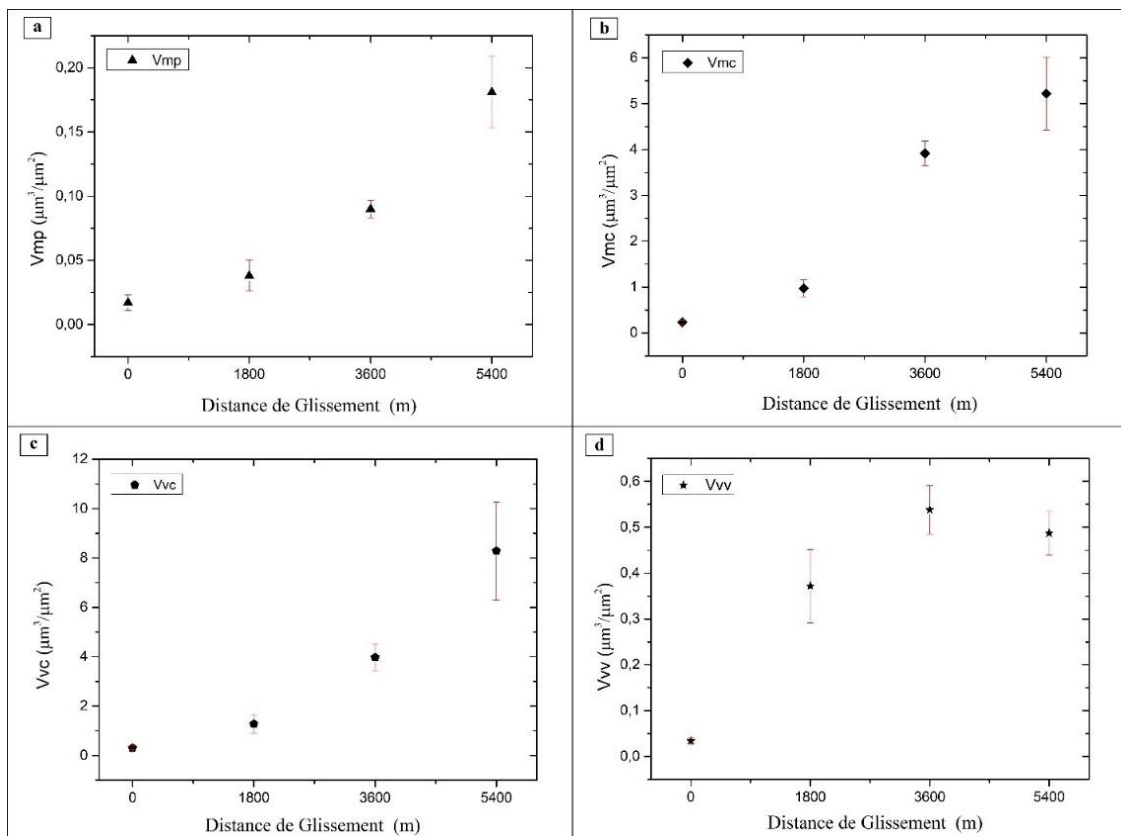 a
Vmp
0,20
0,15
0,10
0,05
0,00
Vmp (μm³/μm²)
0 1800 3600 5400
Distance de Glissement (m)
b
Vmc
6
5
4
3
2
1
0
Vmc (μm³/μm²)
0 1800 3600 5400
Distance de Glissement (m)
c
Vvc
12
10
8
6
4
2
0
Vvc (μm³/μm²)
0 1800 3600 5400
Distance de Glissement (m)
d
Vvv
0,6
0,5
0,4
0,3
0,2
0,1
0,0
Vvv (μm³/μm²)
0 1800 3600 5400
Distance de Glissement (m)